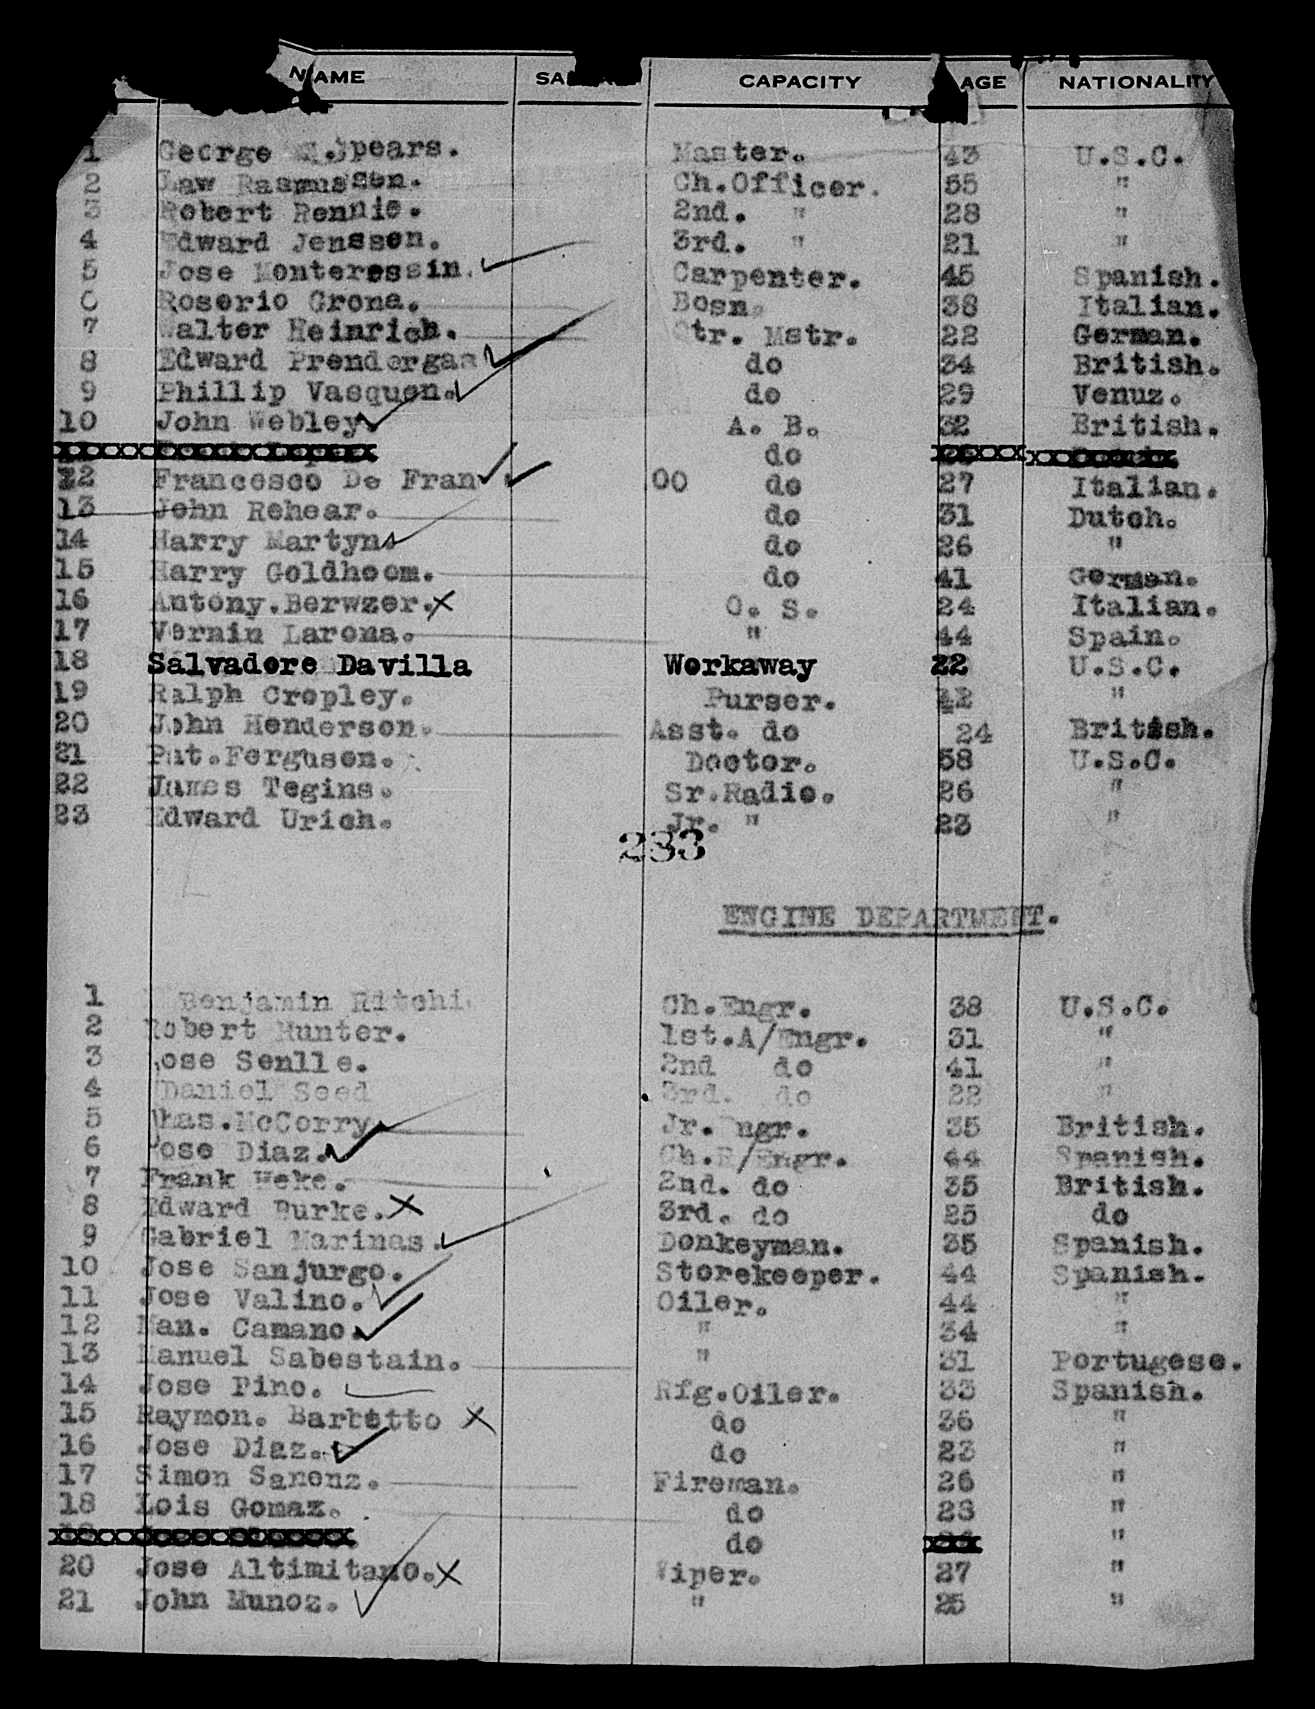 NAME CAPACITY AGE NATIONALITY
1 George Spears. Master. 43 U.S.C.
2 Law Rasmussen. Ch.Officer. 55 "
3 Robert Rennie. 2nd. " 28 "
4 Edward Jenssen. 3rd. " 21 "
5 Jose Monteressin. Carpenter. 45 Spanish.
6 Roserio Crona. Bosn. 38 Italian.
7 Walter Heinrich. Qtr. Mstr. 22 German.
8 Edward Prendergas do 34 British.
9 Phillip Vasquen. do 29 Venuz.
10 John Webley. A. B. 32 British.
do
12 Francesco De Fran 00 do 27 Italian.
13 John Rehear. do 31 Dutch.
14 Harry Martyn. do 26 "
15 Harry Goldhoom. do 41 German.
16 Antony.Berwzer. O. S. 24 Italian.
17 Vernin Larona. " 44 Spain.
18 Salvadore Davilla Workaway 22 U.S.C.
19 Ralph Cropley. Purser. 42 "
20 John Henderson. Asst. do 24 British.
21 Pat.Ferguson. Doctor. 58 U.S.C.
22 James Tegins. Sr.Radio. 26 "
23 Edward Urich. Jr. " 23 "
233
ENGINE DEPARTMENT.
1 Benjamin Ritchi. Ch.Engr. 38 U.S.C.
2 Robert Hunter. 1st.A/Engr. 31 "
3 Jose Senlle. 2nd do 41 "
4 Daniel Seed 3rd. do 22 "
5 Chas.McCorry Jr. Engr. 35 British.
6 Jose Diaz. Ch.R/Engr. 44 Spanish.
7 Frank Weke. 2nd. do 35 British.
8 Edward Burke. 3rd. do 25 do
9 Gabriel Marinas. Donkeyman. 35 Spanish.
10 Jose Sanjurgo. Storekeeper. 44 Spanish.
11 Jose Valino. Oiler. 44 "
12 Man. Camano. " 34 "
13 Manuel Sabestain. " 31 Portugese.
14 Jose Pino. Rfg.Oiler. 33 Spanish.
15 Raymon. Barbetto do 36 "
16 Jose Diaz. do 23 "
17 Simon Sanenz. Fireman. 26 "
18 Lois Gomaz. do 23 "
do "
20 Jose Altimitano. Wiper. 27 "
21 John Munoz. " 25 "